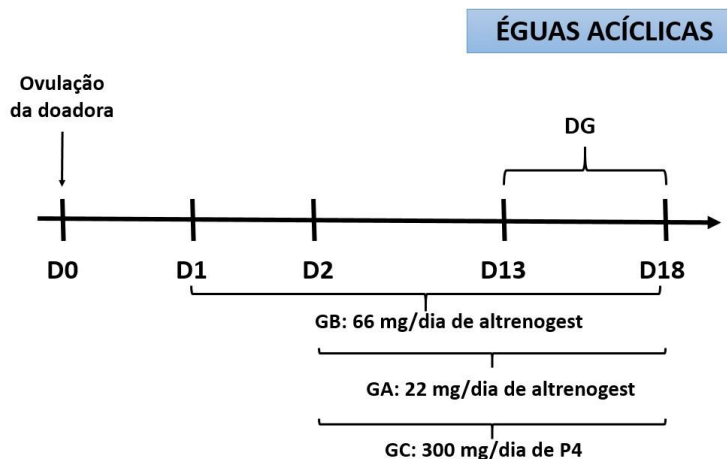 ÉGUAS ACÍCLICAS
Ovulação
da doadora
DG
D0 D1 D2 D13 D18
GB: 66 mg/dia de altrenogest
GA: 22 mg/dia de altrenogest
GC: 300 mg/dia de P4